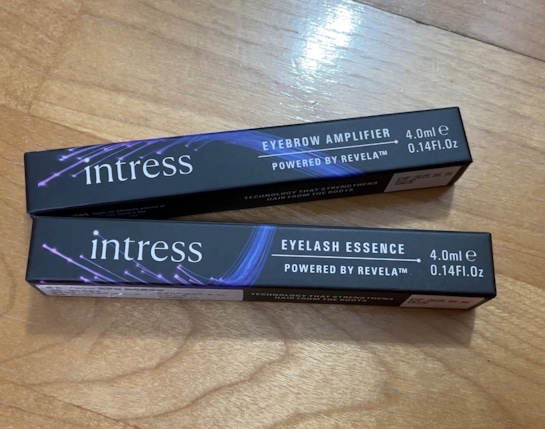 intress
EYEBROW AMPLIFIER
POWERED BY REVELA™
4.0ml ℮
0.14Fl.Oz
TECHNOLOGY THAT STRENGTHENS
HAIR FROM THE ROOTS
intress
EYELASH ESSENCE
POWERED BY REVELA™
4.0ml ℮
0.14Fl.Oz
TECHNOLOGY THAT STRENGTHENS
HAIR FROM THE ROOTS